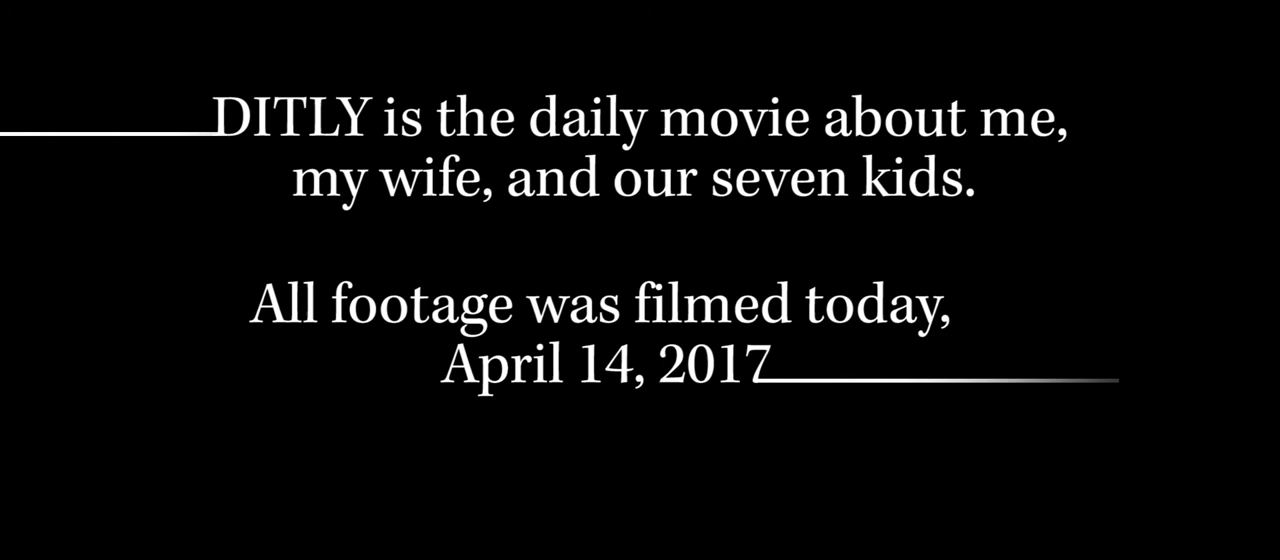 DITLY is the daily movie about me,
my wife, and our seven kids.
All footage was filmed today,
April 14, 2017